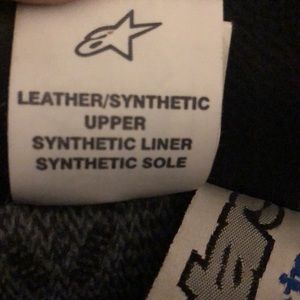 LEATHER/SYNTHETIC
UPPER
SYNTHETIC LINER
SYNTHETIC SOLE